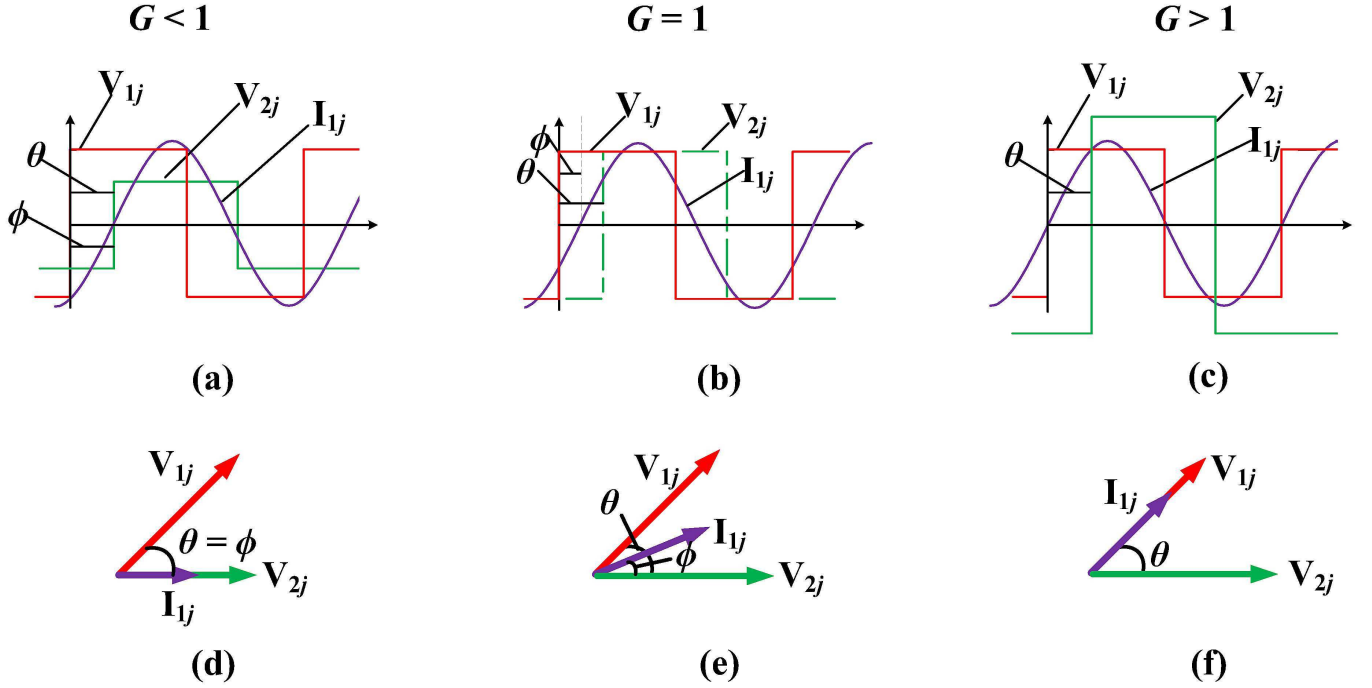 G < 1
G = 1
G > 1
V1j
V2j
I1j
θ
ϕ
V1j
V2j
ϕ
θ
I1j
V1j
V2j
I1j
θ
(a)
(b)
(c)
V1j
θ = ϕ
V2j
I1j
V1j
θ
I1j
ϕ
V2j
V1j
I1j
θ
V2j
(d)
(e)
(f)